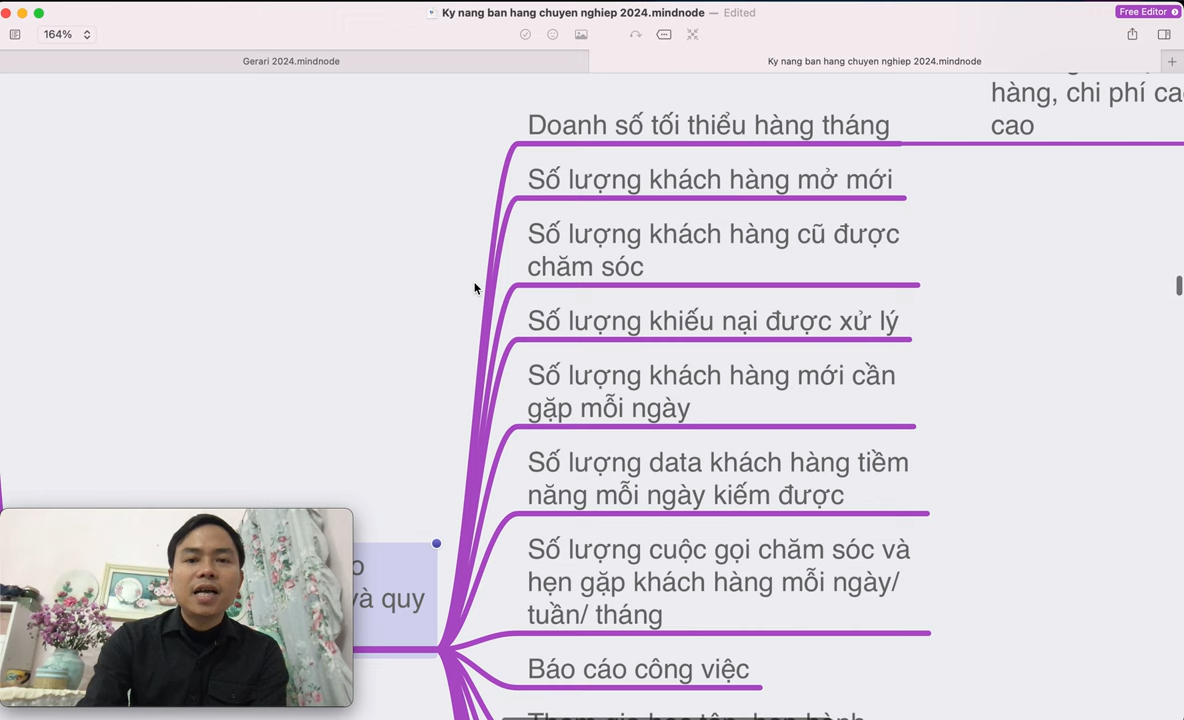 Ky nang ban hang chuyen nghiep 2024.mindnode — Edited
Free Editor
164%
Gerari 2024.mindnode
Ky nang ban hang chuyen nghiep 2024.mindnode
hàng, chi phí
cao
Doanh số tối thiểu hàng tháng
Số lượng khách hàng mở mới
Số lượng khách hàng cũ được
chăm sóc
Số lượng khiếu nại được xử lý
Số lượng khách hàng mới cần
gặp mỗi ngày
Số lượng data khách hàng tiềm
năng mỗi ngày kiếm được
Số lượng cuộc gọi chăm sóc và
hẹn gặp khách hàng mỗi ngày/
tuần/ tháng
và quy
Báo cáo công việc